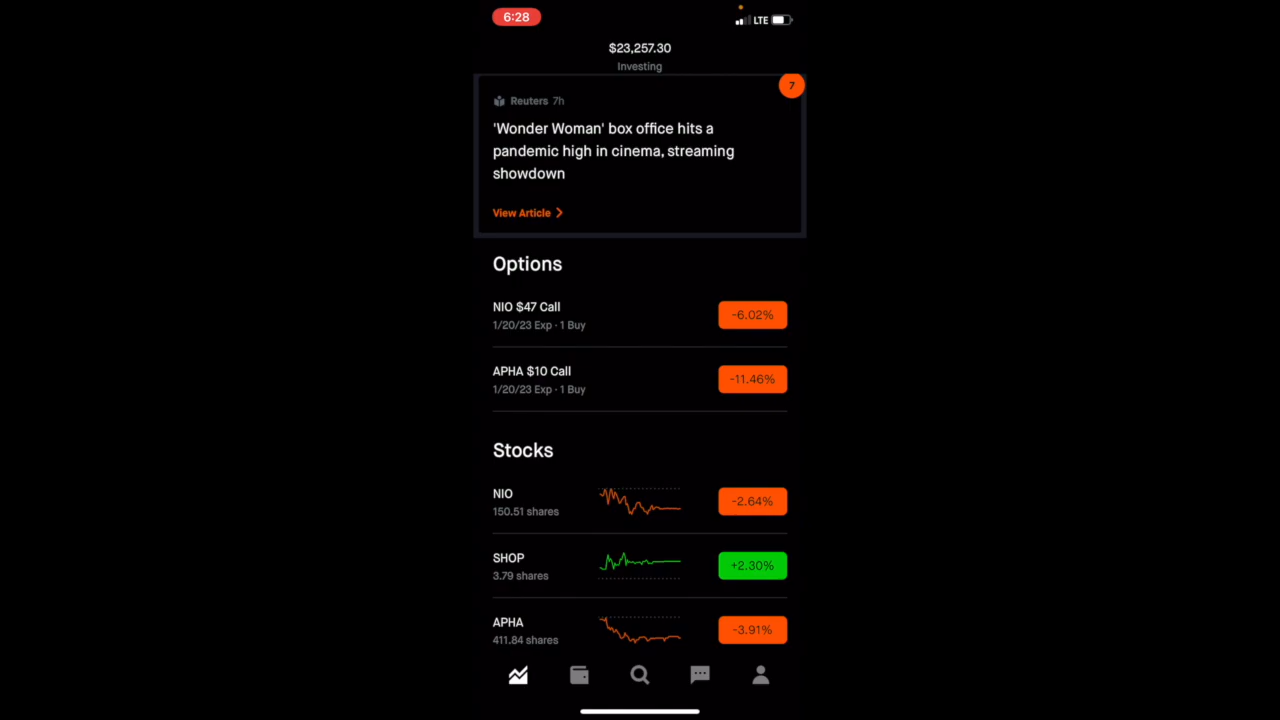 6:28
LTE
$23,257.30
Investing
7
Reuters 7h
'Wonder Woman' box office hits a
pandemic high in cinema, streaming
showdown
View Article
Options
NIO $47 Call
1/20/23 Exp · 1 Buy
-6.02%
APHA $10 Call
1/20/23 Exp · 1 Buy
-11.46%
Stocks
NIO
150.51 shares
-2.64%
SHOP
3.79 shares
+2.30%
APHA
411.84 shares
-3.91%